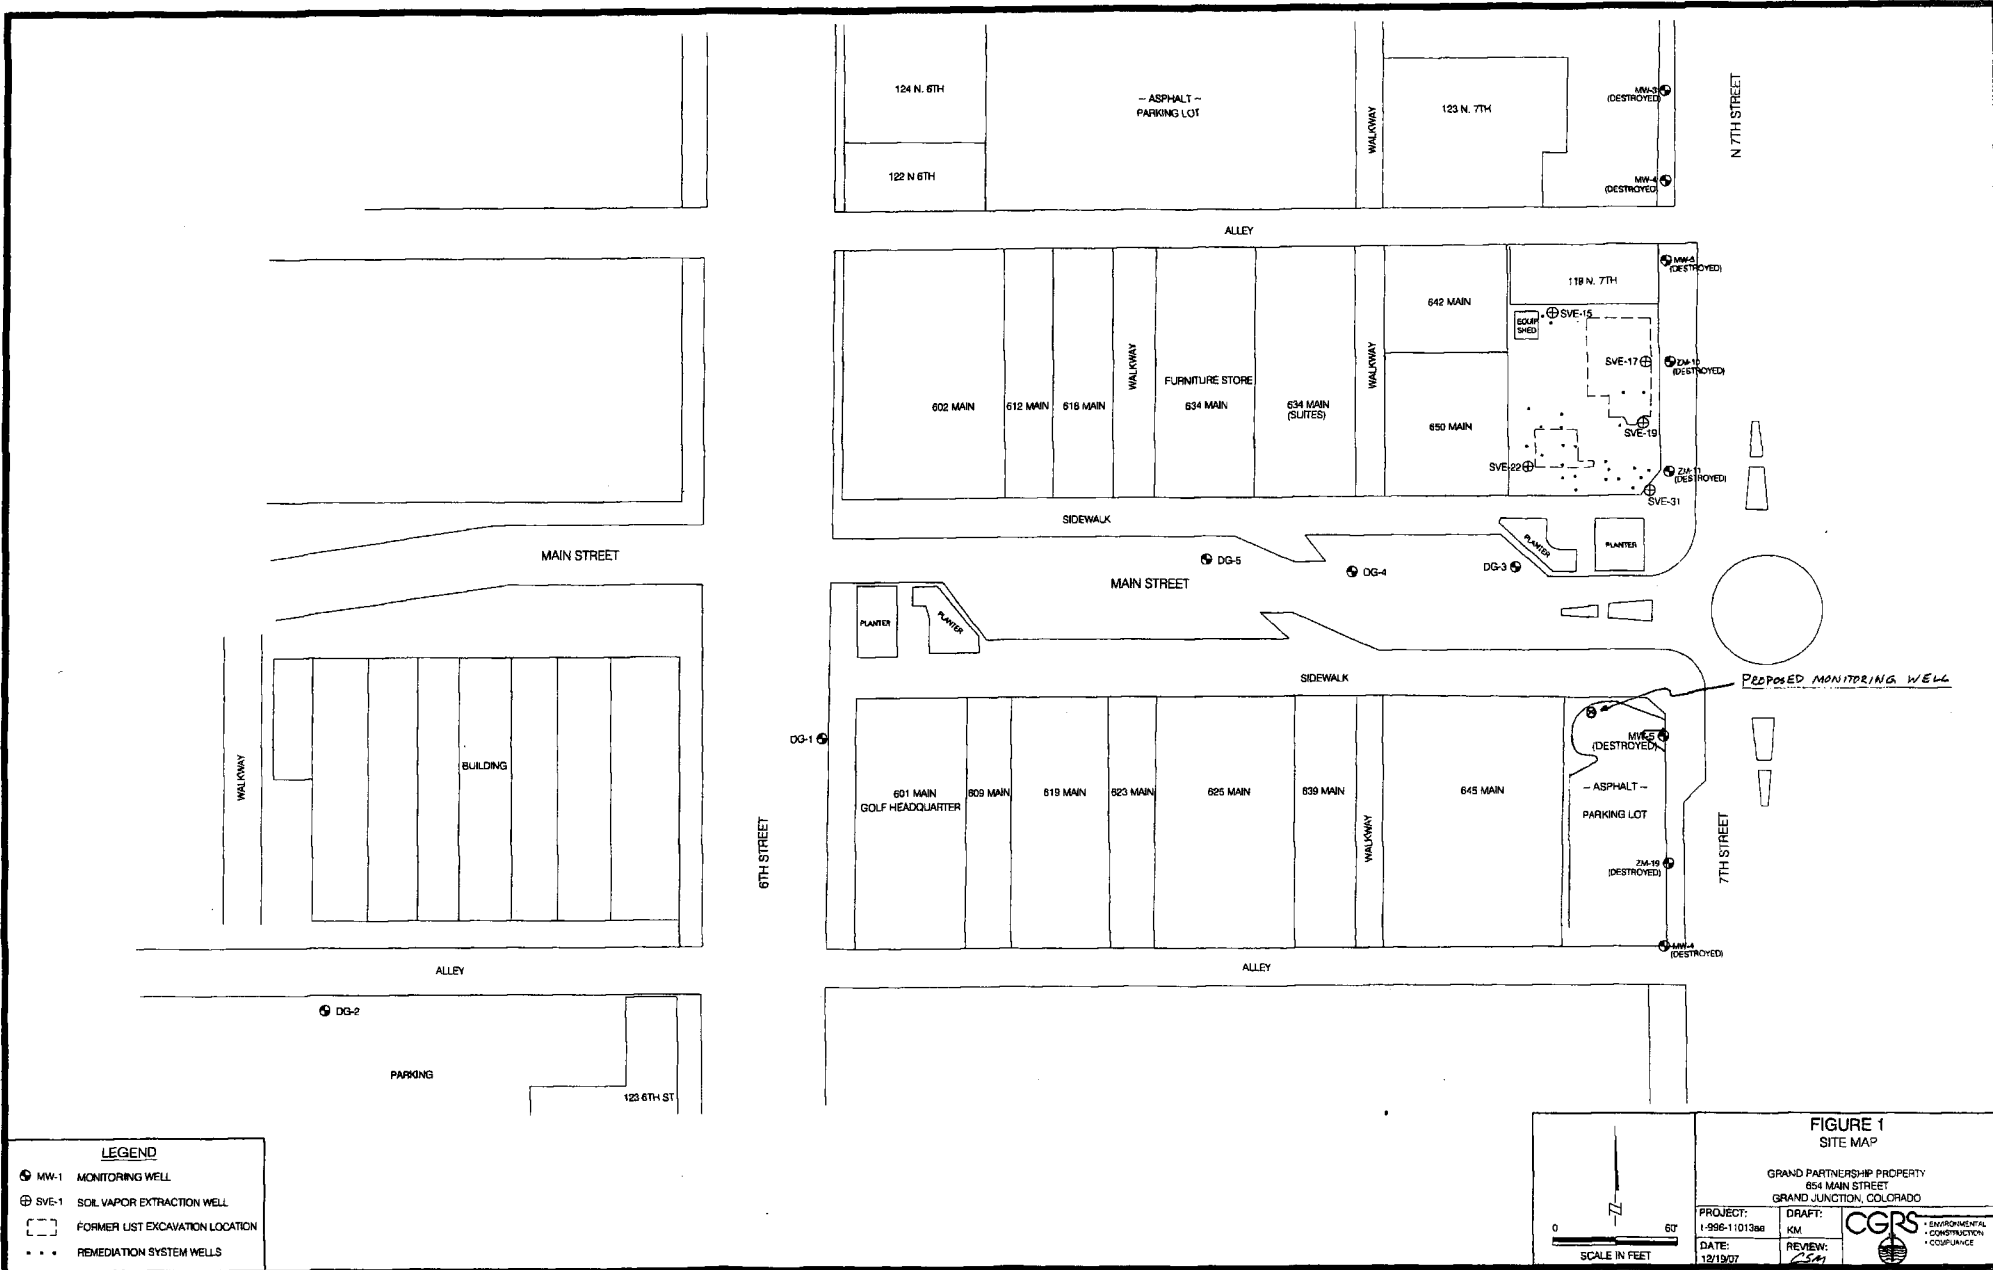 124 N. 6TH
122 N 6TH
– ASPHALT –
PARKING LOT
WALKWAY
123 N. 7TH
MW-3
(DESTROYED)
MW-4
(DESTROYED)
N 7TH STREET
ALLEY
602 MAIN
612 MAIN
618 MAIN
WALKWAY
FURNITURE STORE
634 MAIN
634 MAIN
(SUITES)
WALKWAY
642 MAIN
650 MAIN
119 N. 7TH
EQUIP
SHED
SVE-15
SVE-17
SVE-19
SVE-22
SVE-31
(DESTROYED)
ZM-10
(DESTROYED)
ZM-11
(DESTROYED)
SIDEWALK
MAIN STREET
MAIN STREET
DG-5
DG-4
DG-3
PLANTER
PLANTER
PLANTER
PLANTER
SIDEWALK
PROPOSED MONITORING WELL
WALKWAY
BUILDING
6TH STREET
DG-1
601 MAIN
GOLF HEADQUARTER
609 MAIN
619 MAIN
623 MAIN
625 MAIN
639 MAIN
WALKWAY
645 MAIN
MW-5
(DESTROYED)
– ASPHALT –
PARKING LOT
ZM-19
(DESTROYED)
7TH STREET
MW-4
(DESTROYED)
ALLEY
ALLEY
DG-2
PARKING
123 6TH ST
LEGEND
MW-1 MONITORING WELL
SVE-1 SOIL VAPOR EXTRACTION WELL
FORMER UST EXCAVATION LOCATION
REMEDIATION SYSTEM WELLS
0 60'
SCALE IN FEET
FIGURE 1
SITE MAP
GRAND PARTNERSHIP PROPERTY
654 MAIN STREET
GRAND JUNCTION, COLORADO
PROJECT:
1-996-11013aa
DRAFT:
KM
DATE:
12/19/07
REVIEW:
CSM
CGRS
• ENVIRONMENTAL
• CONSTRUCTION
• COMPLIANCE